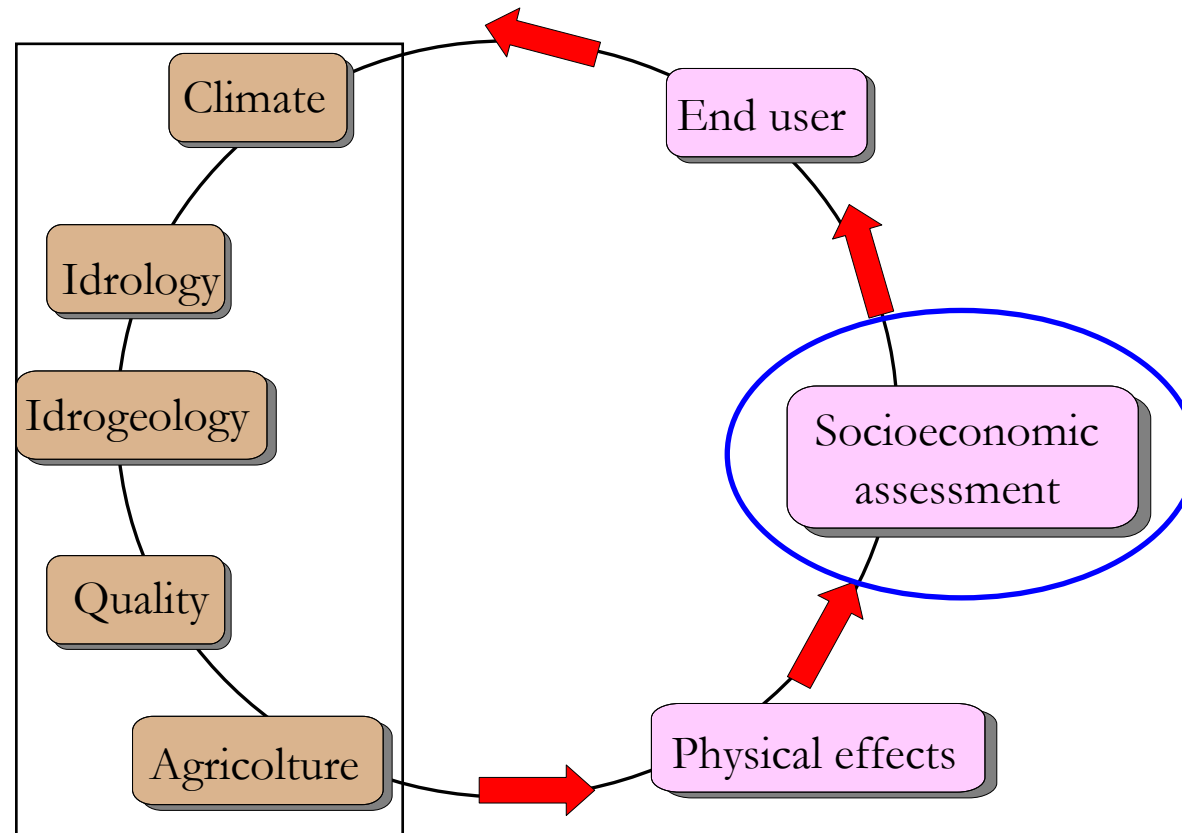 Climate
End user
Idrology
Idrogeology
Socioeconomic
assessment
Quality
Agricolture
Physical effects